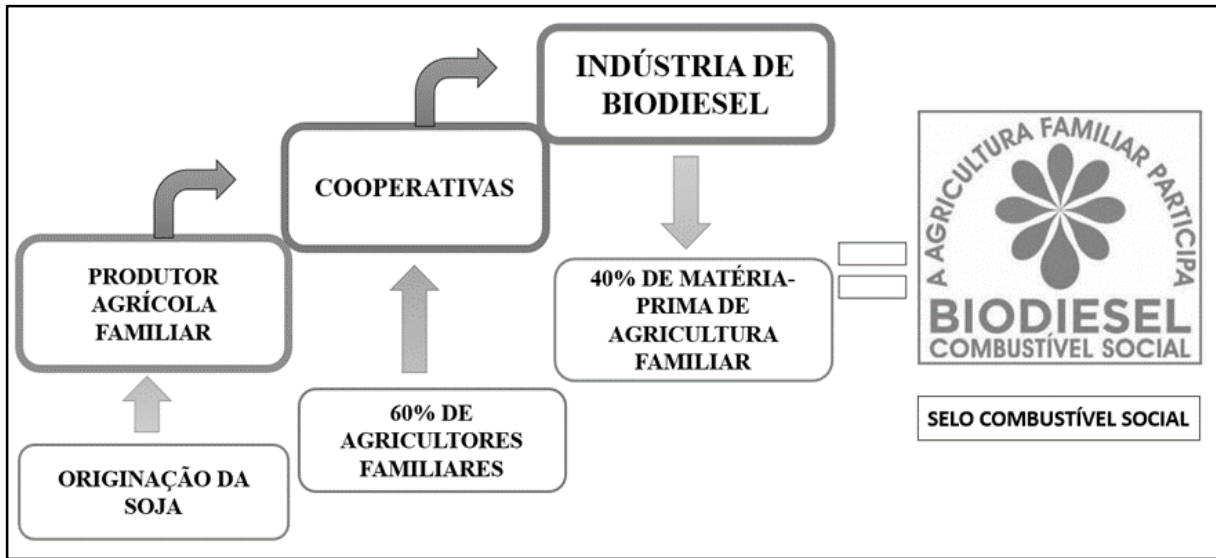 INDÚSTRIA DE
BIODIESEL
COOPERATIVAS
PRODUTOR
AGRÍCOLA
FAMILIAR
40% DE MATÉRIA-
PRIMA DE
AGRICULTURA
FAMILIAR
60% DE
AGRICULTORES
FAMILIARES
ORIGINAÇÃO DA
SOJA
A AGRICULTURA FAMILIAR PARTICIPA
BIODIESEL
COMBUSTÍVEL SOCIAL
SELO COMBUSTÍVEL SOCIAL